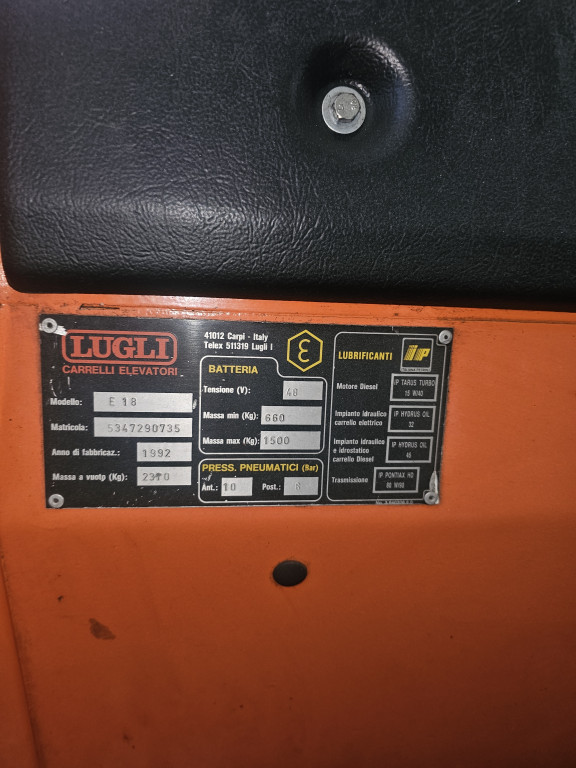 LUGLI
CARRELLI ELEVATORI
Modello: E 18
Matricola: 5347290735
Anno di fabbricaz.: 1992
Massa a vuoto (Kg): 2310
41012 Carpi - Italy
Telex 511319 Lugli I
ε
BATTERIA
Tensione (V): 48
Massa min (Kg): 660
Massa max (Kg): 1500
PRESS. PNEUMATICI (Bar)
Ant.: 10 Post.: 8
LUBRIFICANTI IP
Motore Diesel
IP TARUS TURBO
15 W/40
Impianto idraulico
carrello elettrico
IP HYDRUS OIL
32
Impianto idraulico
e idrostatico
carrello Diesel
IP HYDRUS OIL
46
Trasmissione
IP PONTIAX HD
80 W/90